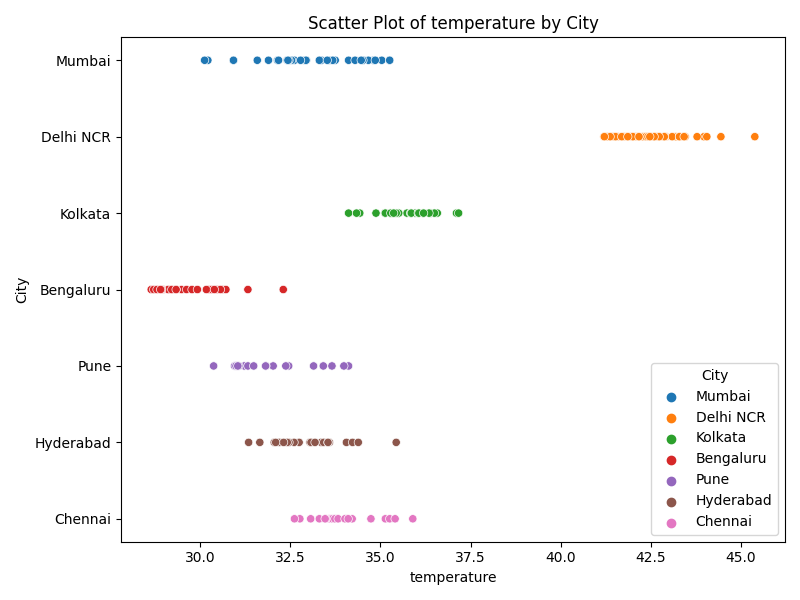 Scatter Plot of temperature by City
City
Mumbai
Delhi NCR
Kolkata
Bengaluru
Pune
Hyderabad
Chennai
30.0 32.5 35.0 37.5 40.0 42.5 45.0
temperature
City
Mumbai
Delhi NCR
Kolkata
Bengaluru
Pune
Hyderabad
Chennai